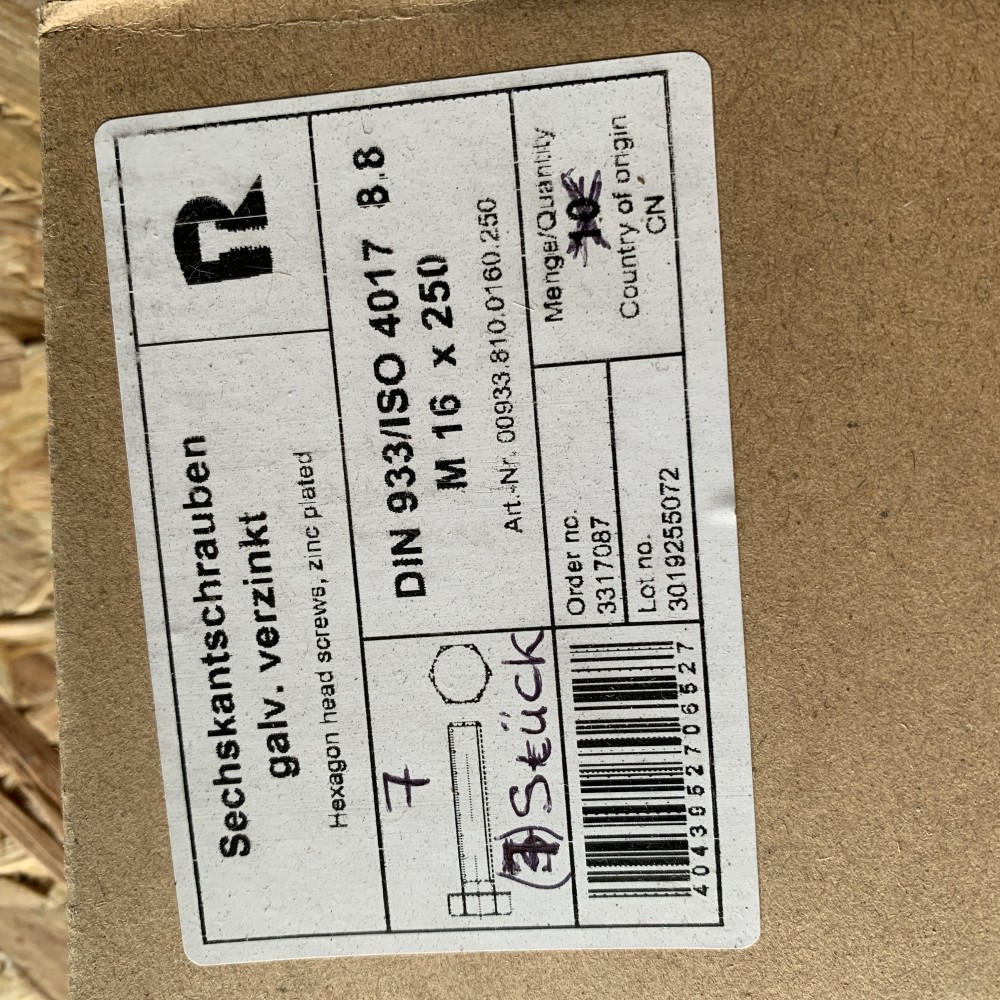 Sechskantschrauben
galv. verzinkt
Hexagon head screws, zinc plated
R
7
Stück
DIN 933/ISO 4017 8.8
M 16 x 250
Art.-Nr. 00933.810.0160.250
4043952706527
Order no.
3317087
Lot no.
3019255072
Menge/Quantity
10
Country of origin
CN